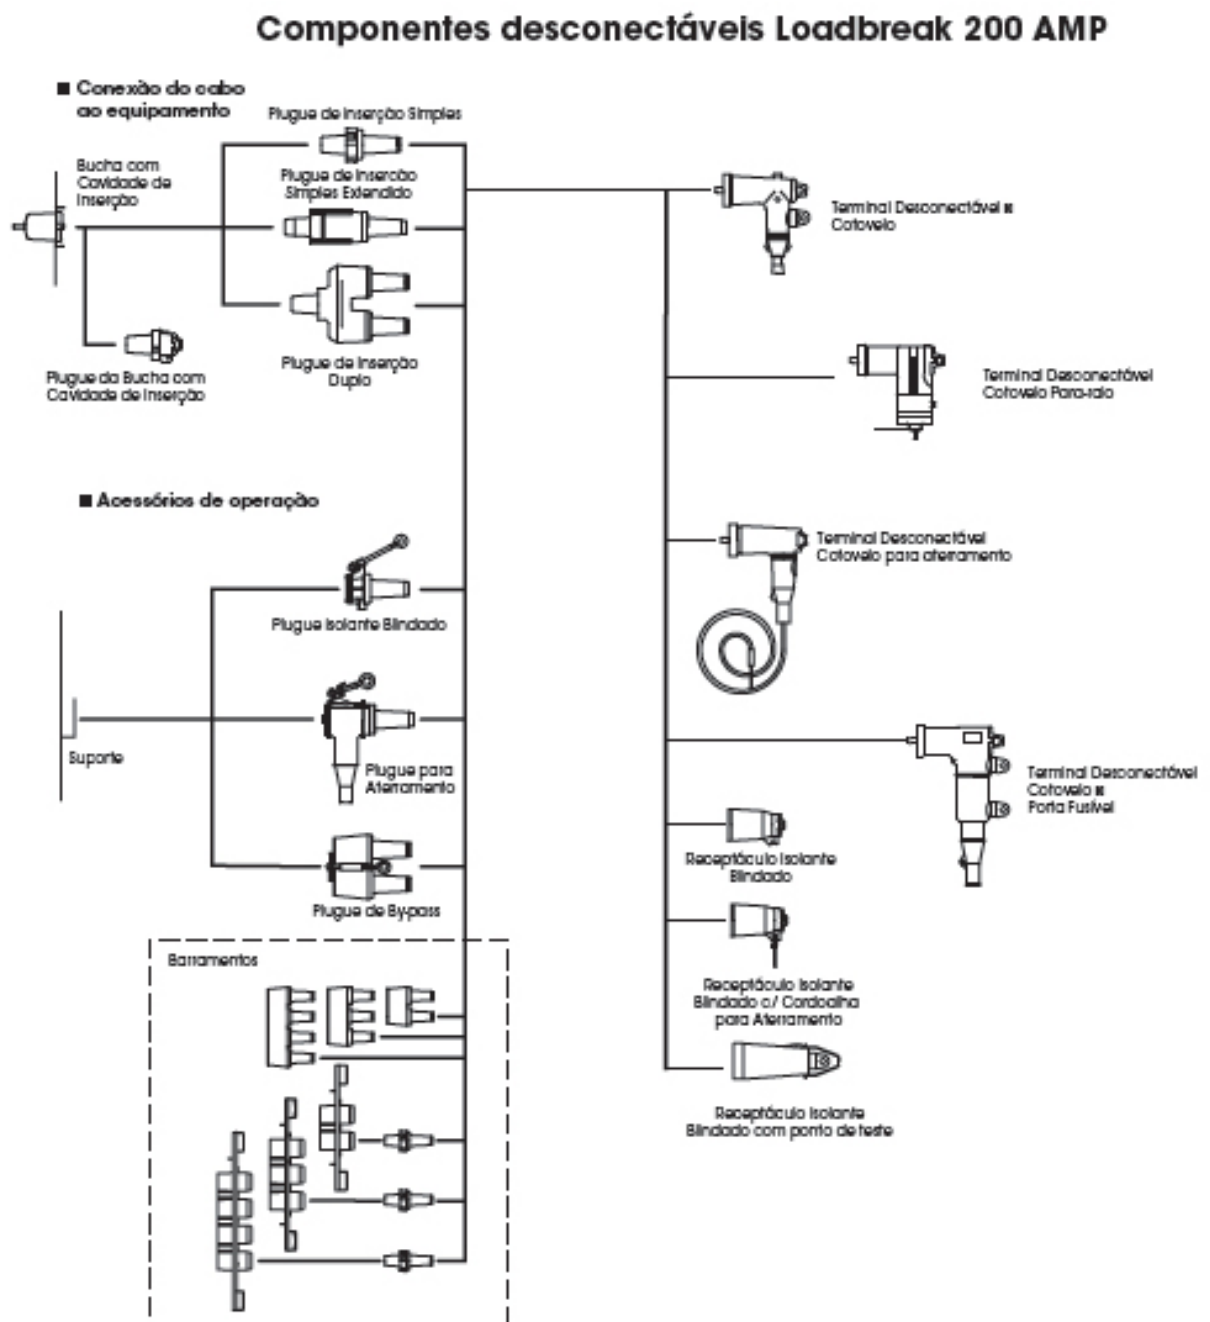 Componentes desconectáveis Loadbreak 200 AMP
■ Conexão do cabo
ao equipamento
Plugue de Inserção Simples
Bucha com
Cavidade de
Inserção
Plugue de Insercão
Simples Extendido
Plugue de Inserção
Duplo
Plugue da Bucha com
Cavidade de Inserção
Terminal Desconectável
Cotovelo
Terminal Desconectável
Cotovelo Para-raio
■ Acessórios de operação
Terminal Desconectável
Cotovelo para aterramento
Plugue Isolante Blindado
Suporte
Plugue para
Aterramento
Terminal Desconectável
Cotovelo
Porta Fusível
Plugue de By-pass
Receptáculo Isolante
Blindado
Barramentos
Receptáculo Isolante
Blindado c/ Cordoalha
para Aterramento
Receptáculo Isolante
Blindado com ponto de teste